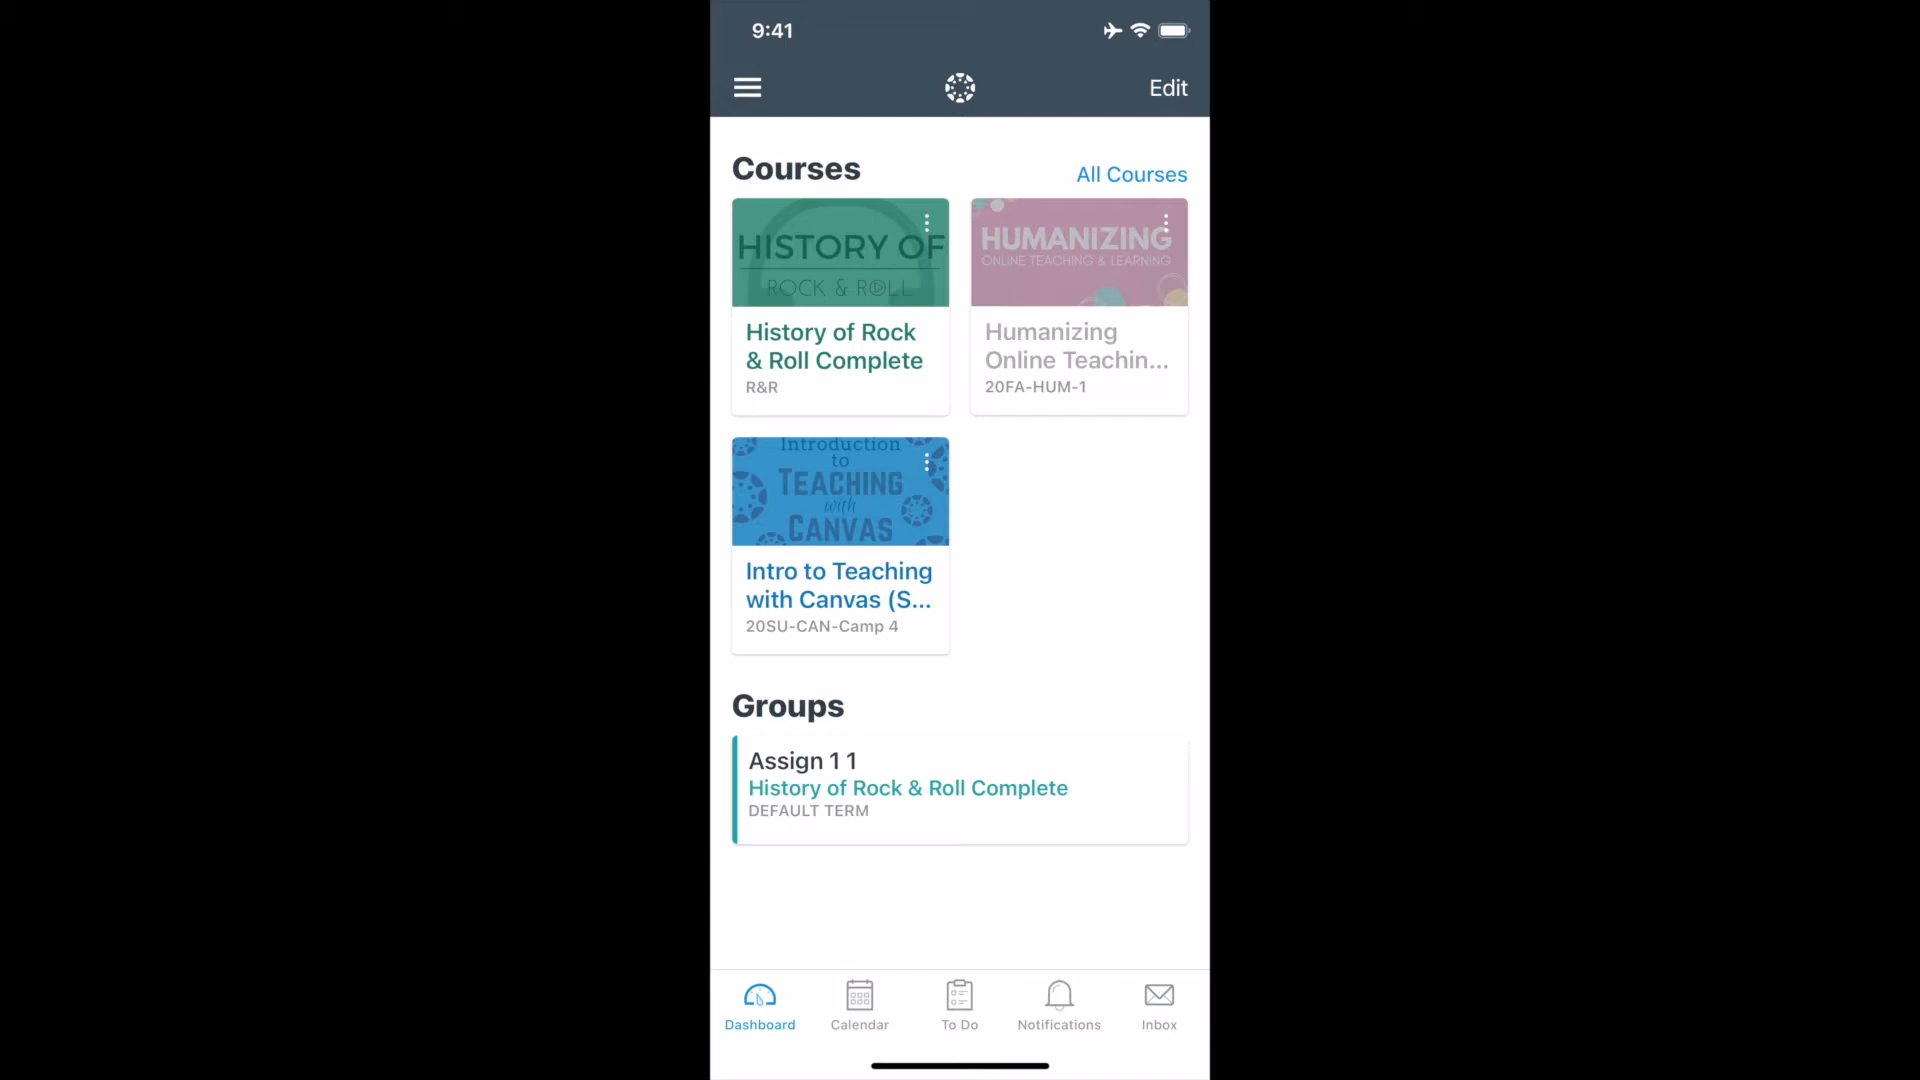 9:41
Edit
Courses
All Courses
HISTORY OF
ROCK & ROLL
History of Rock
& Roll Complete
R&R
HUMANIZING
ONLINE TEACHING & LEARNING
Humanizing
Online Teachin...
20FA-HUM-1
Introduction
to
TEACHING
with
CANVAS
Intro to Teaching
with Canvas (S...
20SU-CAN-Camp 4
Groups
Assign 1 1
History of Rock & Roll Complete
DEFAULT TERM
Dashboard
Calendar
To Do
Notifications
Inbox